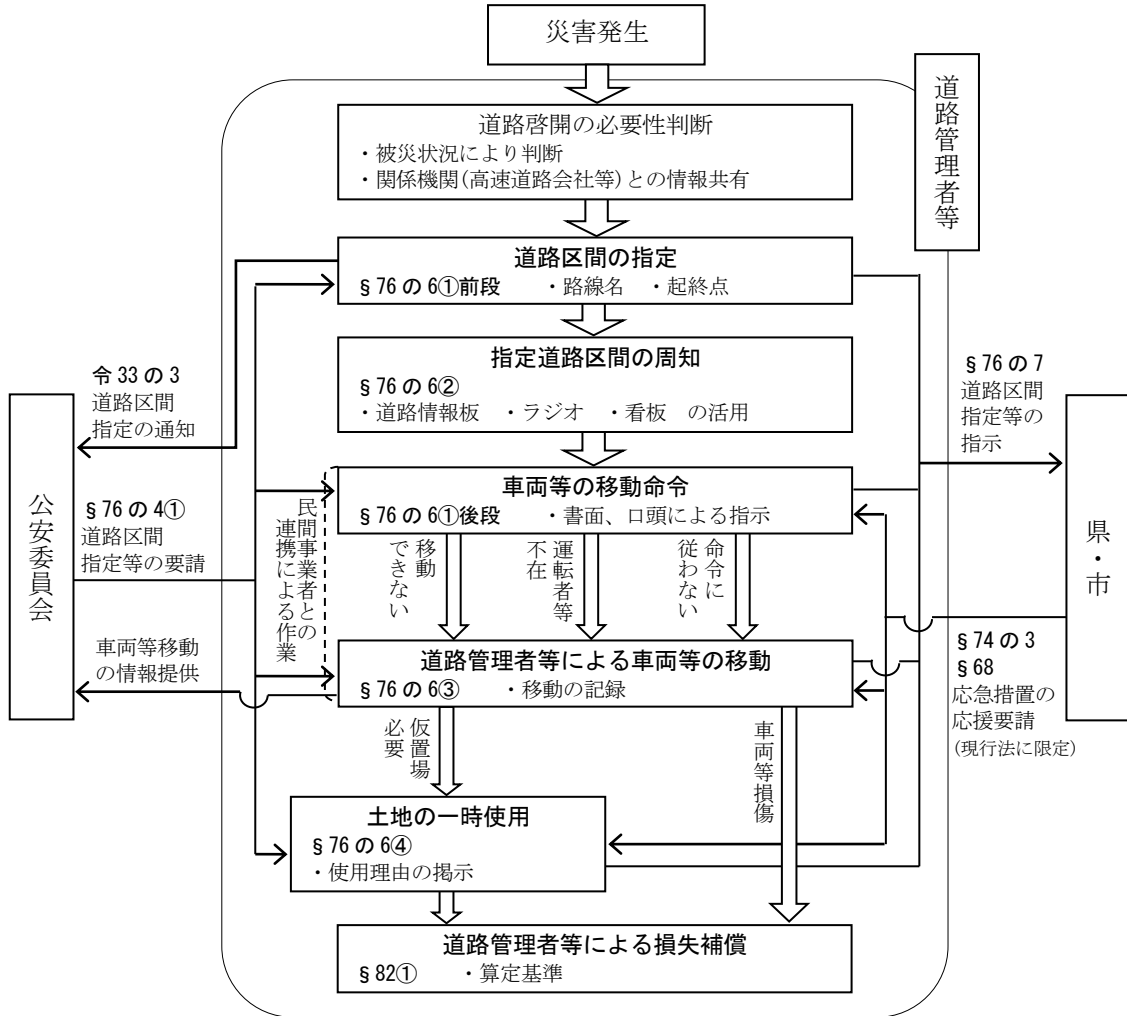 災害発生
道路管理者等
道路啓開の必要性判断
・被災状況により判断
・関係機関(高速道路会社等)との情報共有
道路区間の指定
§76の6①前段　・路線名　・起終点
指定道路区間の周知
§76の6②
・道路情報板　・ラジオ　・看板　の活用
令33の3
道路区間
指定の通知
§76の7
道路区間
指定等の
指示
公安委員会
県・市
車両等の移動命令
§76の6①後段　・書面、口頭による指示
§76の4①
道路区間
指定等の要請
民間事業者との
連携による作業
移動
できない
運転者等
不在
命令に
従わない
車両等移動
の情報提供
道路管理者等による車両等の移動
§76の6③　・移動の記録
§74の3
§68
応急措置の
応援要請
(現行法に限定)
仮置場
必要
車両等損傷
土地の一時使用
§76の6④
・使用理由の掲示
道路管理者等による損失補償
§82①　・算定基準